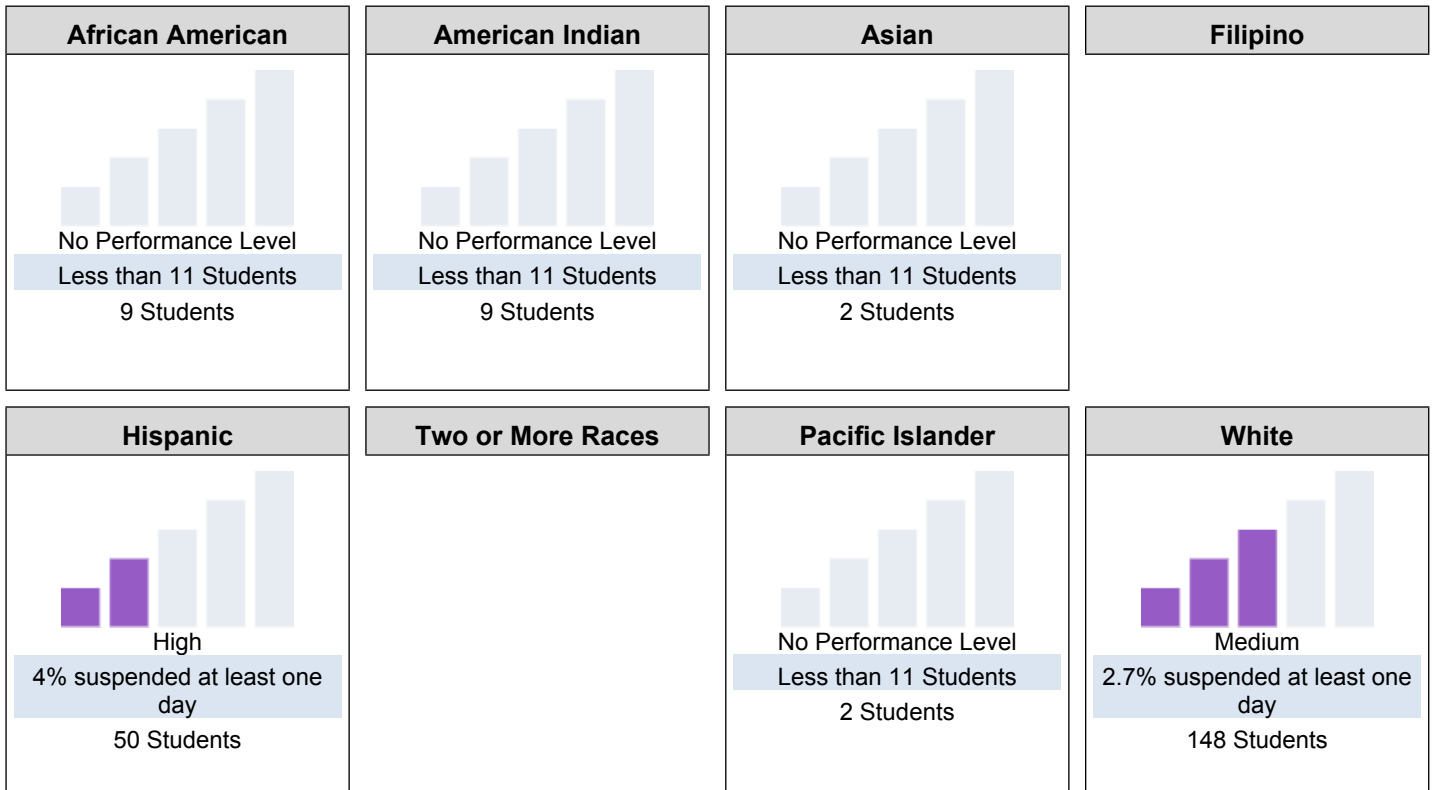 African American
American Indian
Asian
Filipino
No Performance Level
Less than 11 Students
9 Students
No Performance Level
Less than 11 Students
9 Students
No Performance Level
Less than 11 Students
2 Students
Hispanic
Two or More Races
Pacific Islander
White
High
4% suspended at least one
day
50 Students
No Performance Level
Less than 11 Students
2 Students
Medium
2.7% suspended at least one
day
148 Students